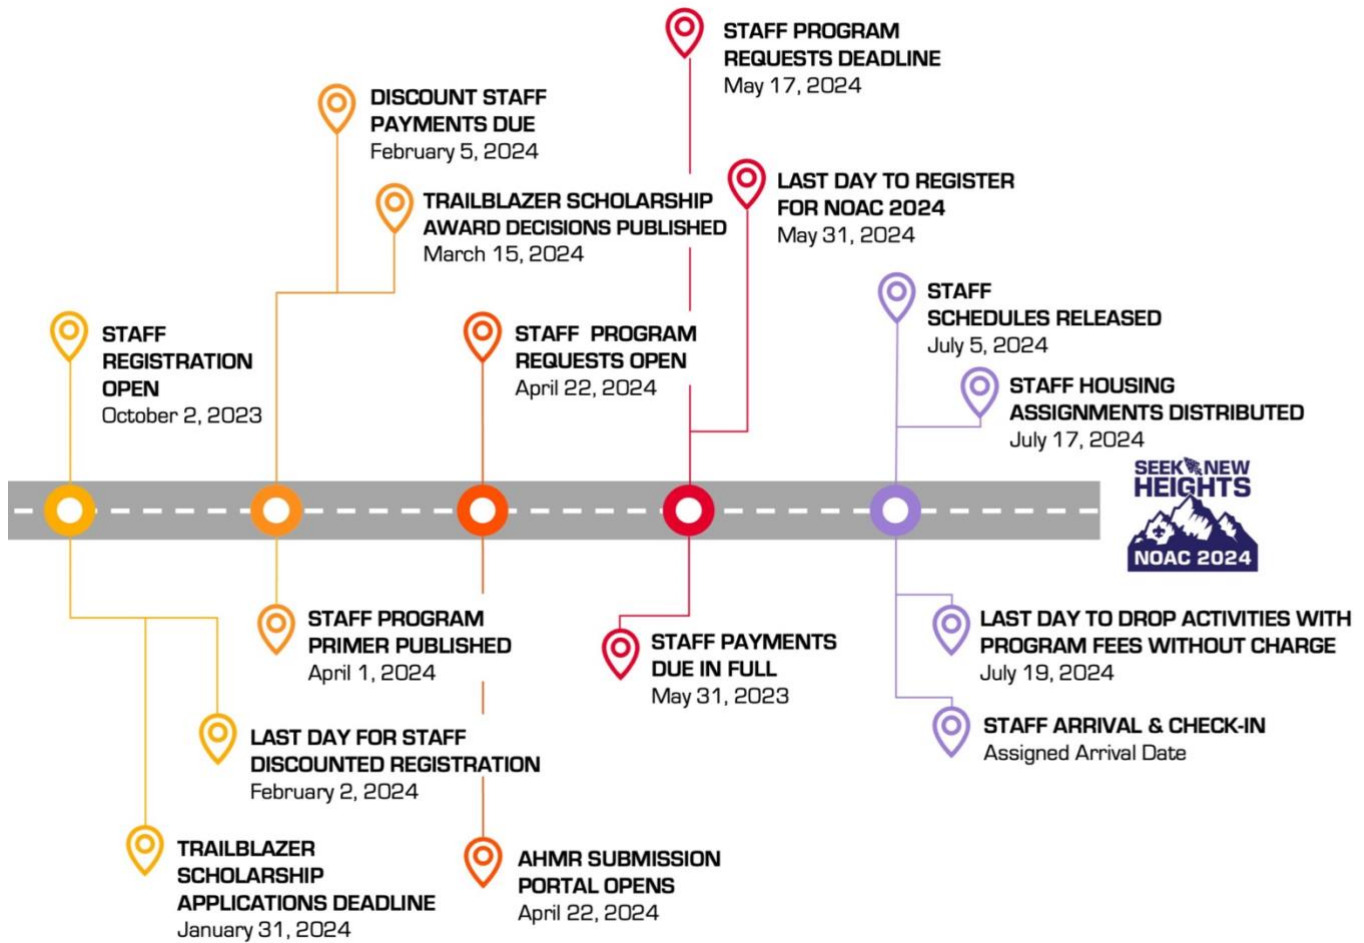 STAFF PROGRAM
REQUESTS DEADLINE
May 17, 2024
DISCOUNT STAFF
PAYMENTS DUE
February 5, 2024
LAST DAY TO REGISTER
FOR NOAC 2024
May 31, 2024
TRAILBLAZER SCHOLARSHIP
AWARD DECISIONS PUBLISHED
March 15, 2024
STAFF
SCHEDULES RELEASED
July 5, 2024
STAFF
REGISTRATION
OPEN
October 2, 2023
STAFF PROGRAM
REQUESTS OPEN
April 22, 2024
STAFF HOUSING
ASSIGNMENTS DISTRIBUTED
July 17, 2024
SEEK NEW
HEIGHTS
NOAC 2024
STAFF PROGRAM
PRIMER PUBLISHED
April 1, 2024
STAFF PAYMENTS
DUE IN FULL
May 31, 2023
LAST DAY TO DROP ACTIVITIES WITH
PROGRAM FEES WITHOUT CHARGE
July 19, 2024
STAFF ARRIVAL & CHECK-IN
Assigned Arrival Date
LAST DAY FOR STAFF
DISCOUNTED REGISTRATION
February 2, 2024
TRAILBLAZER
SCHOLARSHIP
APPLICATIONS DEADLINE
January 31, 2024
AHMR SUBMISSION
PORTAL OPENS
April 22, 2024